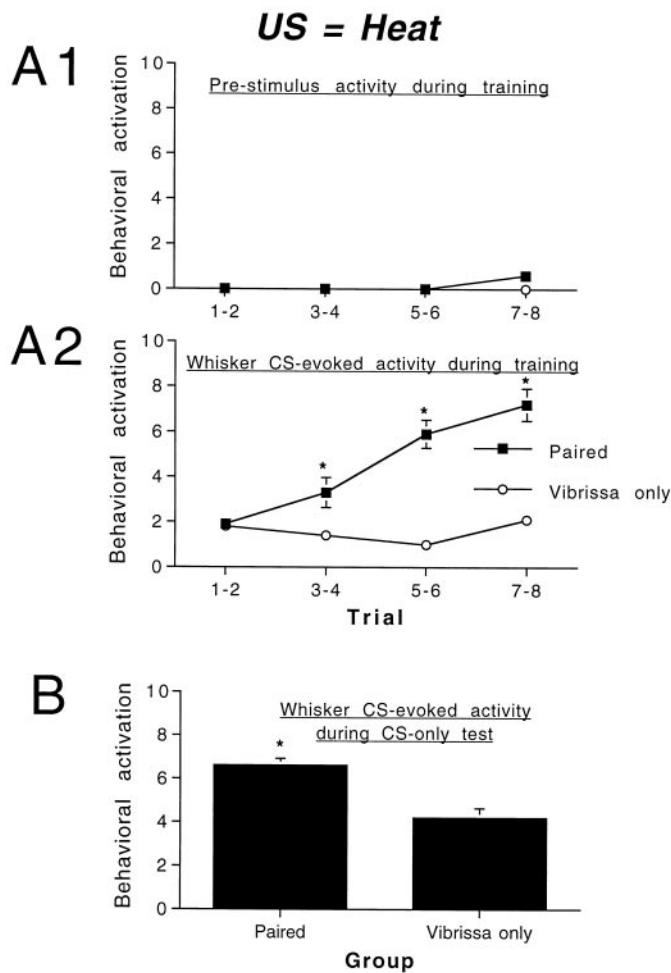 US = Heat
A1
Pre-stimulus activity during training
Behavioral activation
10
8
6
4
2
0
1-2 3-4 5-6 7-8
A2
Whisker CS-evoked activity during training
Behavioral activation
10
8
6
4
2
0
* * *
Paired
Vibrissa only
1-2 3-4 5-6 7-8
Trial
B
Whisker CS-evoked activity
during CS-only test
Behavioral activation
10
8
6
4
2
0
*
Paired Vibrissa only
Group